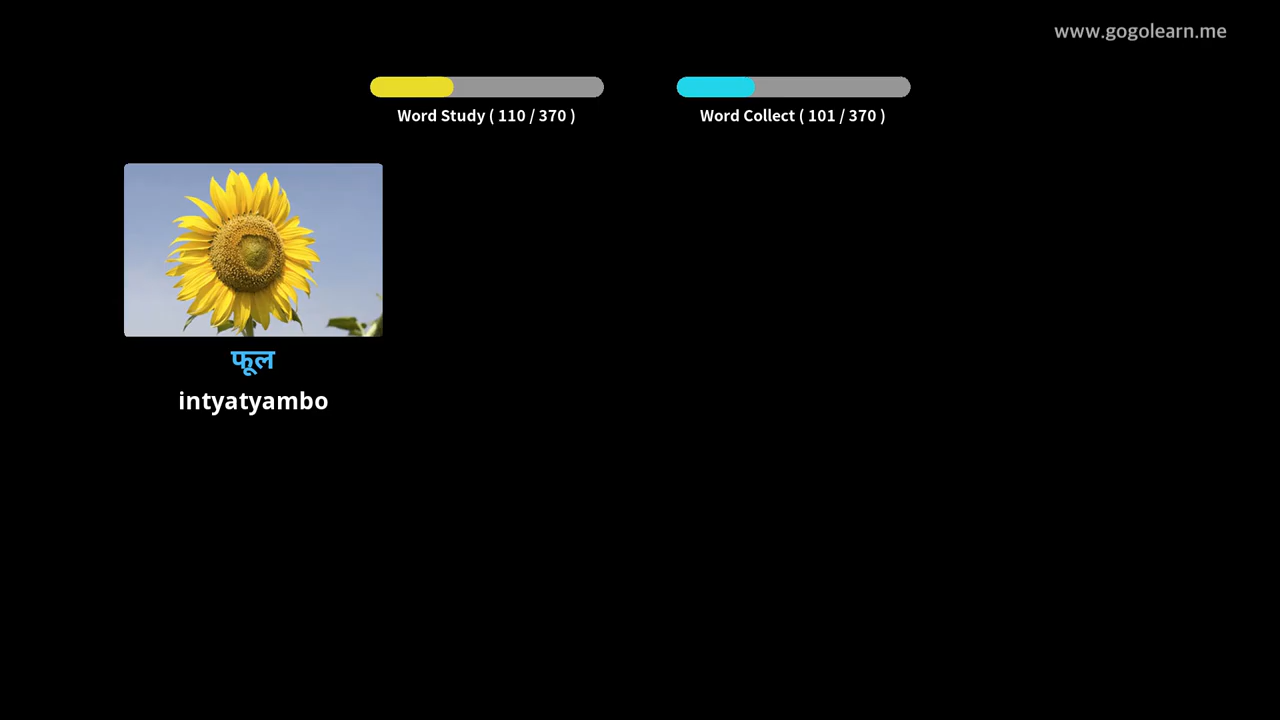 www.gogolearn.me
Word Study ( 110 / 370 )
Word Collect ( 101 / 370 )
फूल
intyatyambo